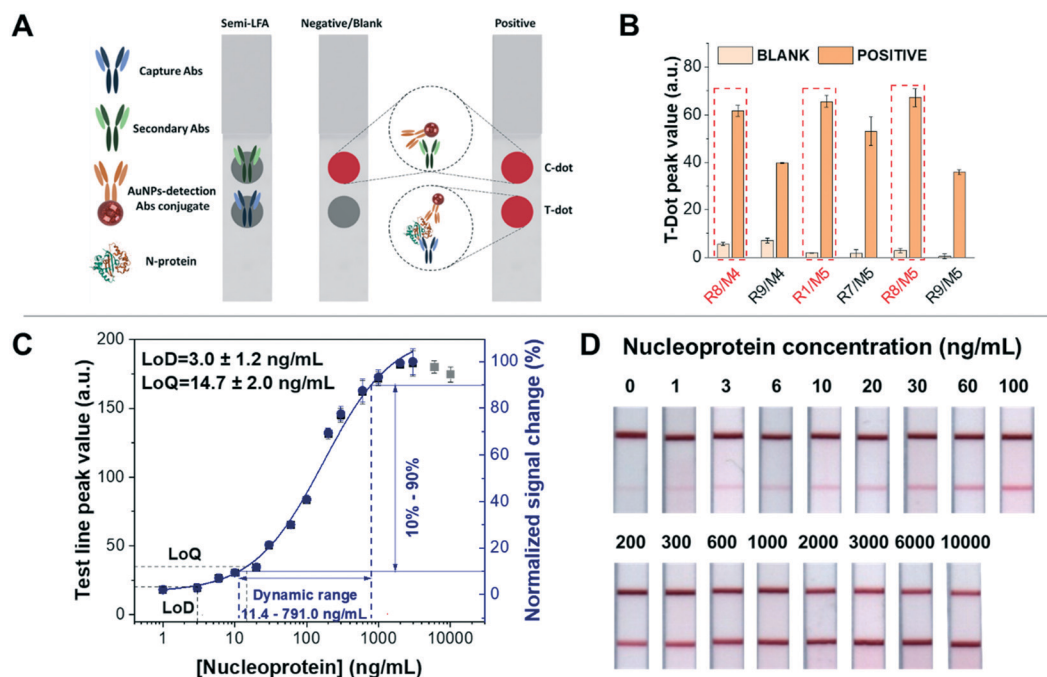 A
Semi-LFA
Negative/Blank
Positive
Capture Abs
Secondary Abs
AuNPs-detection
Abs conjugate
N-protein
C-dot
T-dot
B
BLANK
POSITIVE
T-Dot peak value (a.u.)
80
60
40
20
0
R8/M4
R9/M4
R1/M5
R7/M5
R8/M5
R9/M5
C
LoD=3.0 ± 1.2 ng/mL
LoQ=14.7 ± 2.0 ng/mL
Test line peak value (a.u.)
200
175
150
125
100
75
50
25
0
LoQ
LoD
Dynamic range
11.4 - 791.0 ng/mL
10% - 90%
Normalized signal change (%)
100
80
60
40
20
10
0
1
10
100
1000
10000
[Nucleoprotein] (ng/mL)
D
Nucleoprotein concentration (ng/mL)
0 1 3 6 10 20 30 60 100
200 300 600 1000 2000 3000 6000 10000